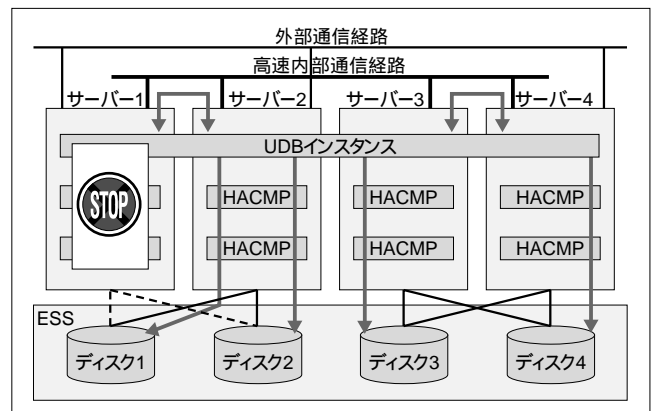 外部通信経路
高速内部通信経路
サーバー1 サーバー2 サーバー3 サーバー4
UDBインスタンス
STOP HACMP HACMP HACMP
HACMP HACMP HACMP
ESS
ディスク1 ディスク2 ディスク3 ディスク4